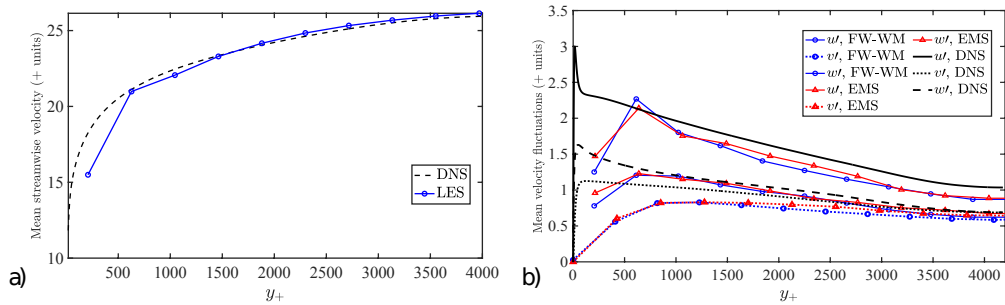 a)
Mean streamwise velocity (+ units)
25
20
15
10
DNS
LES
500 1000 1500 2000 2500 3000 3500 4000
y+
b)
Mean velocity fluctuations (+ units)
3.5
3
2.5
2
1.5
1
0.5
0
u′, FW-WM
v′, FW-WM
w′, FW-WM
u′, EMS
v′, EMS
w′, EMS
u′, DNS
v′, DNS
w′, DNS
0 500 1000 1500 2000 2500 3000 3500 4000
y+